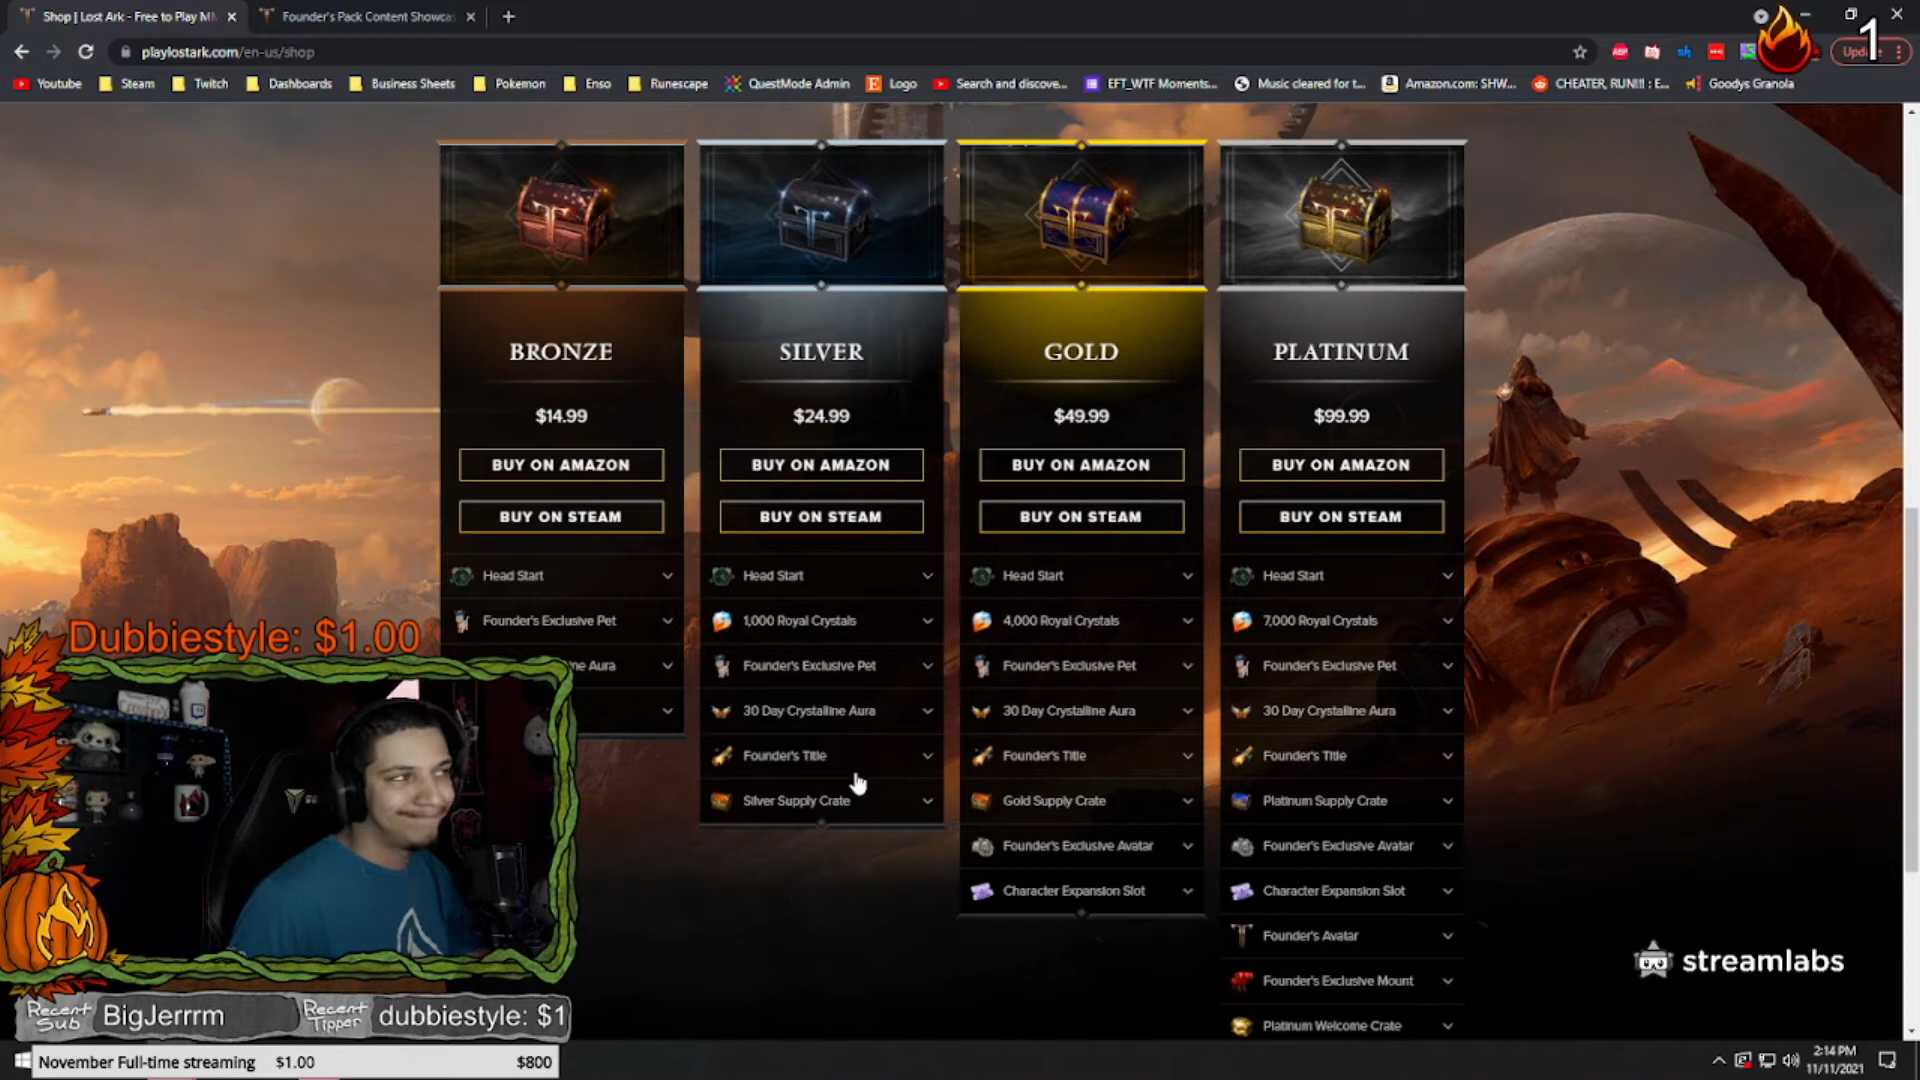 Shop | Lost Ark - Free to Play M
Founder's Pack Content Showca
playlostark.com/en-us/shop
1
Youtube
Steam
Twitch
Dashboards
Business Sheets
Pokemon
Enso
Runescape
QuestMode Admin
Logo
Search and discove...
EFT_WTF Moments...
Music cleared for t...
Amazon.com: SHW...
CHEATER, RUN!!! : E...
Goodys Granola
BRONZE
$14.99
BUY ON AMAZON
BUY ON STEAM
Head Start
Founder's Exclusive Pet
ne Aura
SILVER
$24.99
BUY ON AMAZON
BUY ON STEAM
Head Start
1,000 Royal Crystals
Founder's Exclusive Pet
30 Day Crystalline Aura
Founder's Title
Silver Supply Crate
GOLD
$49.99
BUY ON AMAZON
BUY ON STEAM
Head Start
4,000 Royal Crystals
Founder's Exclusive Pet
30 Day Crystalline Aura
Founder's Title
Gold Supply Crate
Founder's Exclusive Avatar
Character Expansion Slot
PLATINUM
$99.99
BUY ON AMAZON
BUY ON STEAM
Head Start
7,000 Royal Crystals
Founder's Exclusive Pet
30 Day Crystalline Aura
Founder's Title
Platinum Supply Crate
Founder's Exclusive Avatar
Character Expansion Slot
Founder's Avatar
Founder's Exclusive Mount
Platinum Welcome Crate
Dubbiestyle: $1.00
streamlabs
Recent Sub BigJerrrm
Recent Tipper dubbiestyle: $1
November Full-time streaming $1.00 $800
2:14 PM
11/11/2021